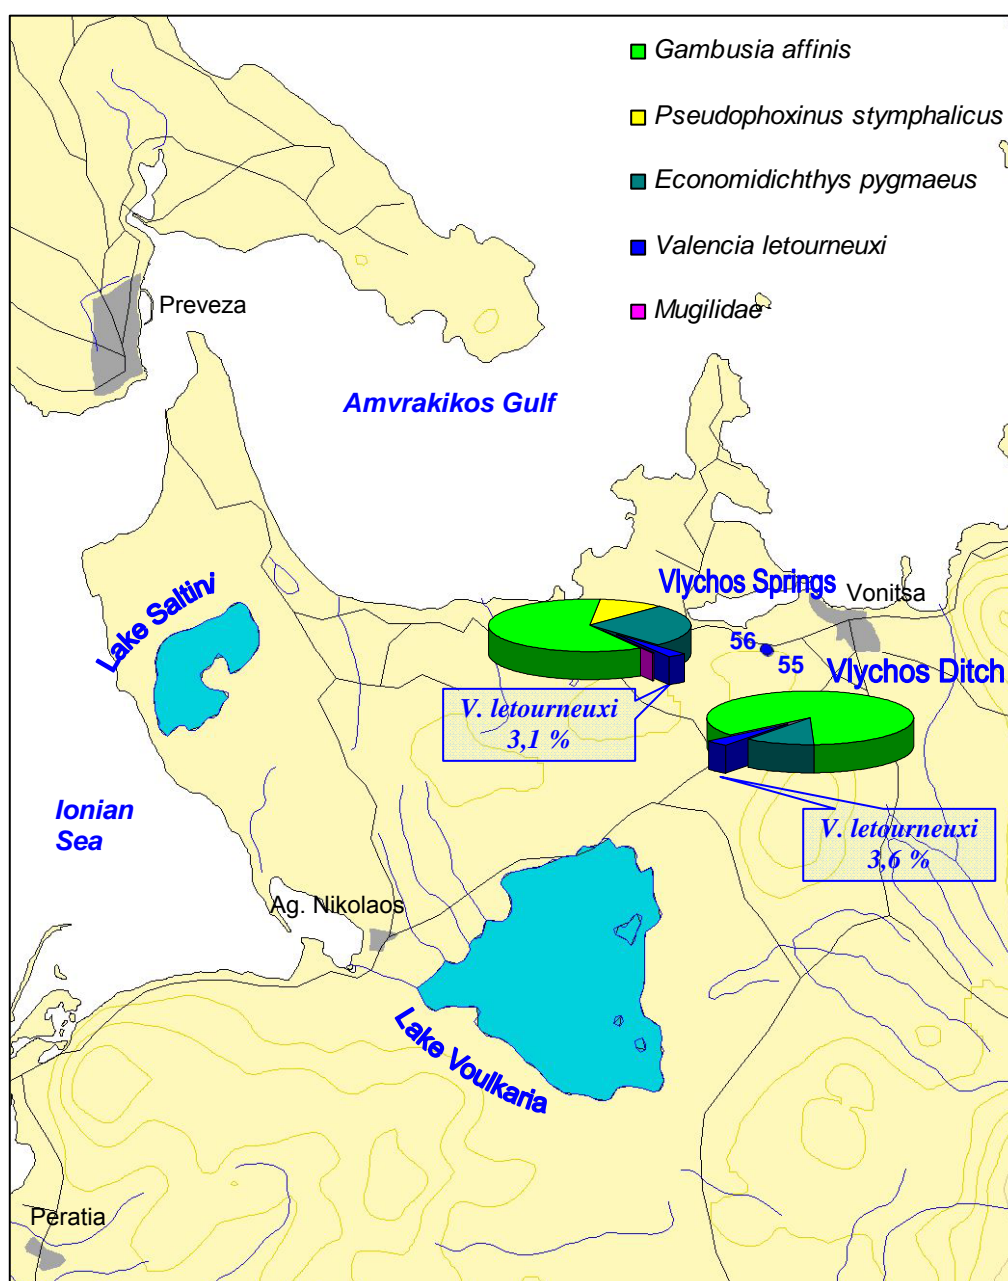 Gambusia affinis
Pseudophoxinus stymphalicus
Economidichthys pygmaeus
Valencia letourneuxi
Mugilidae
Preveza
Amvrakikos Gulf
Lake Saltini
Vlychos Springs
Vonitsa
56
55
Vlychos Ditch
V. letourneuxi
3,1 %
V. letourneuxi
3,6 %
Ionian
Sea
Ag. Nikolaos
Lake Voulkaria
Peratia